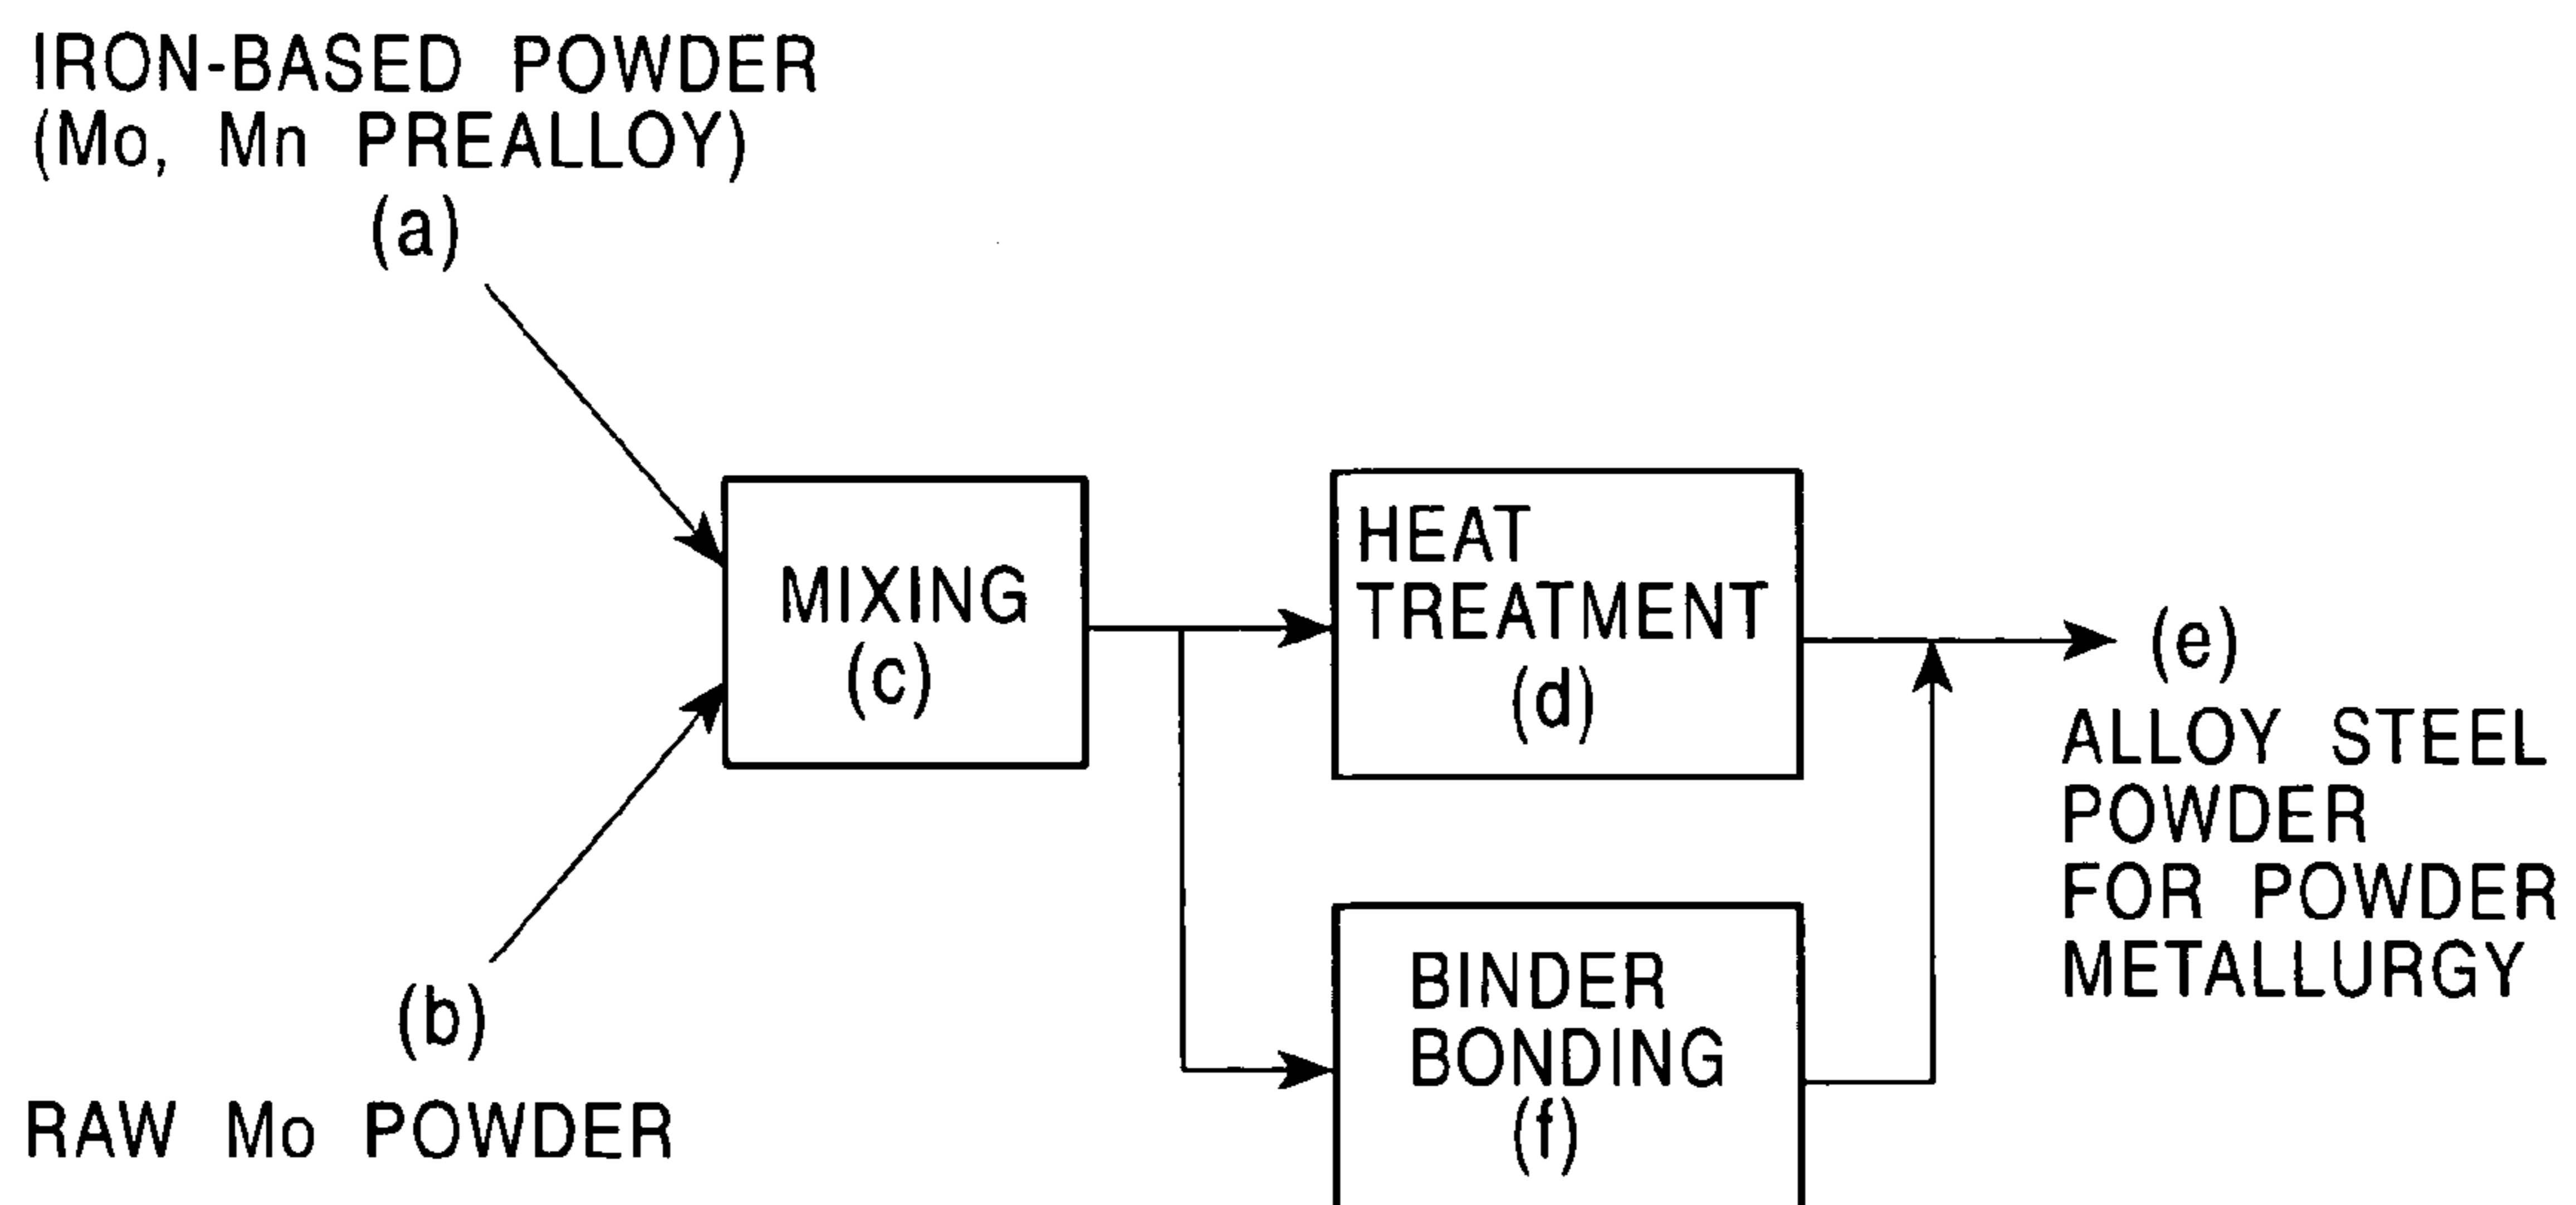 IRON-BASED POWDER
(Mo, Mn PREALLOY)
(a)
MIXING
(c)
HEAT
TREATMENT
(d)
(e)
ALLOY STEEL
POWDER
FOR POWDER
METALLURGY
BINDER
BONDING
(f)
(b)
RAW Mo POWDER